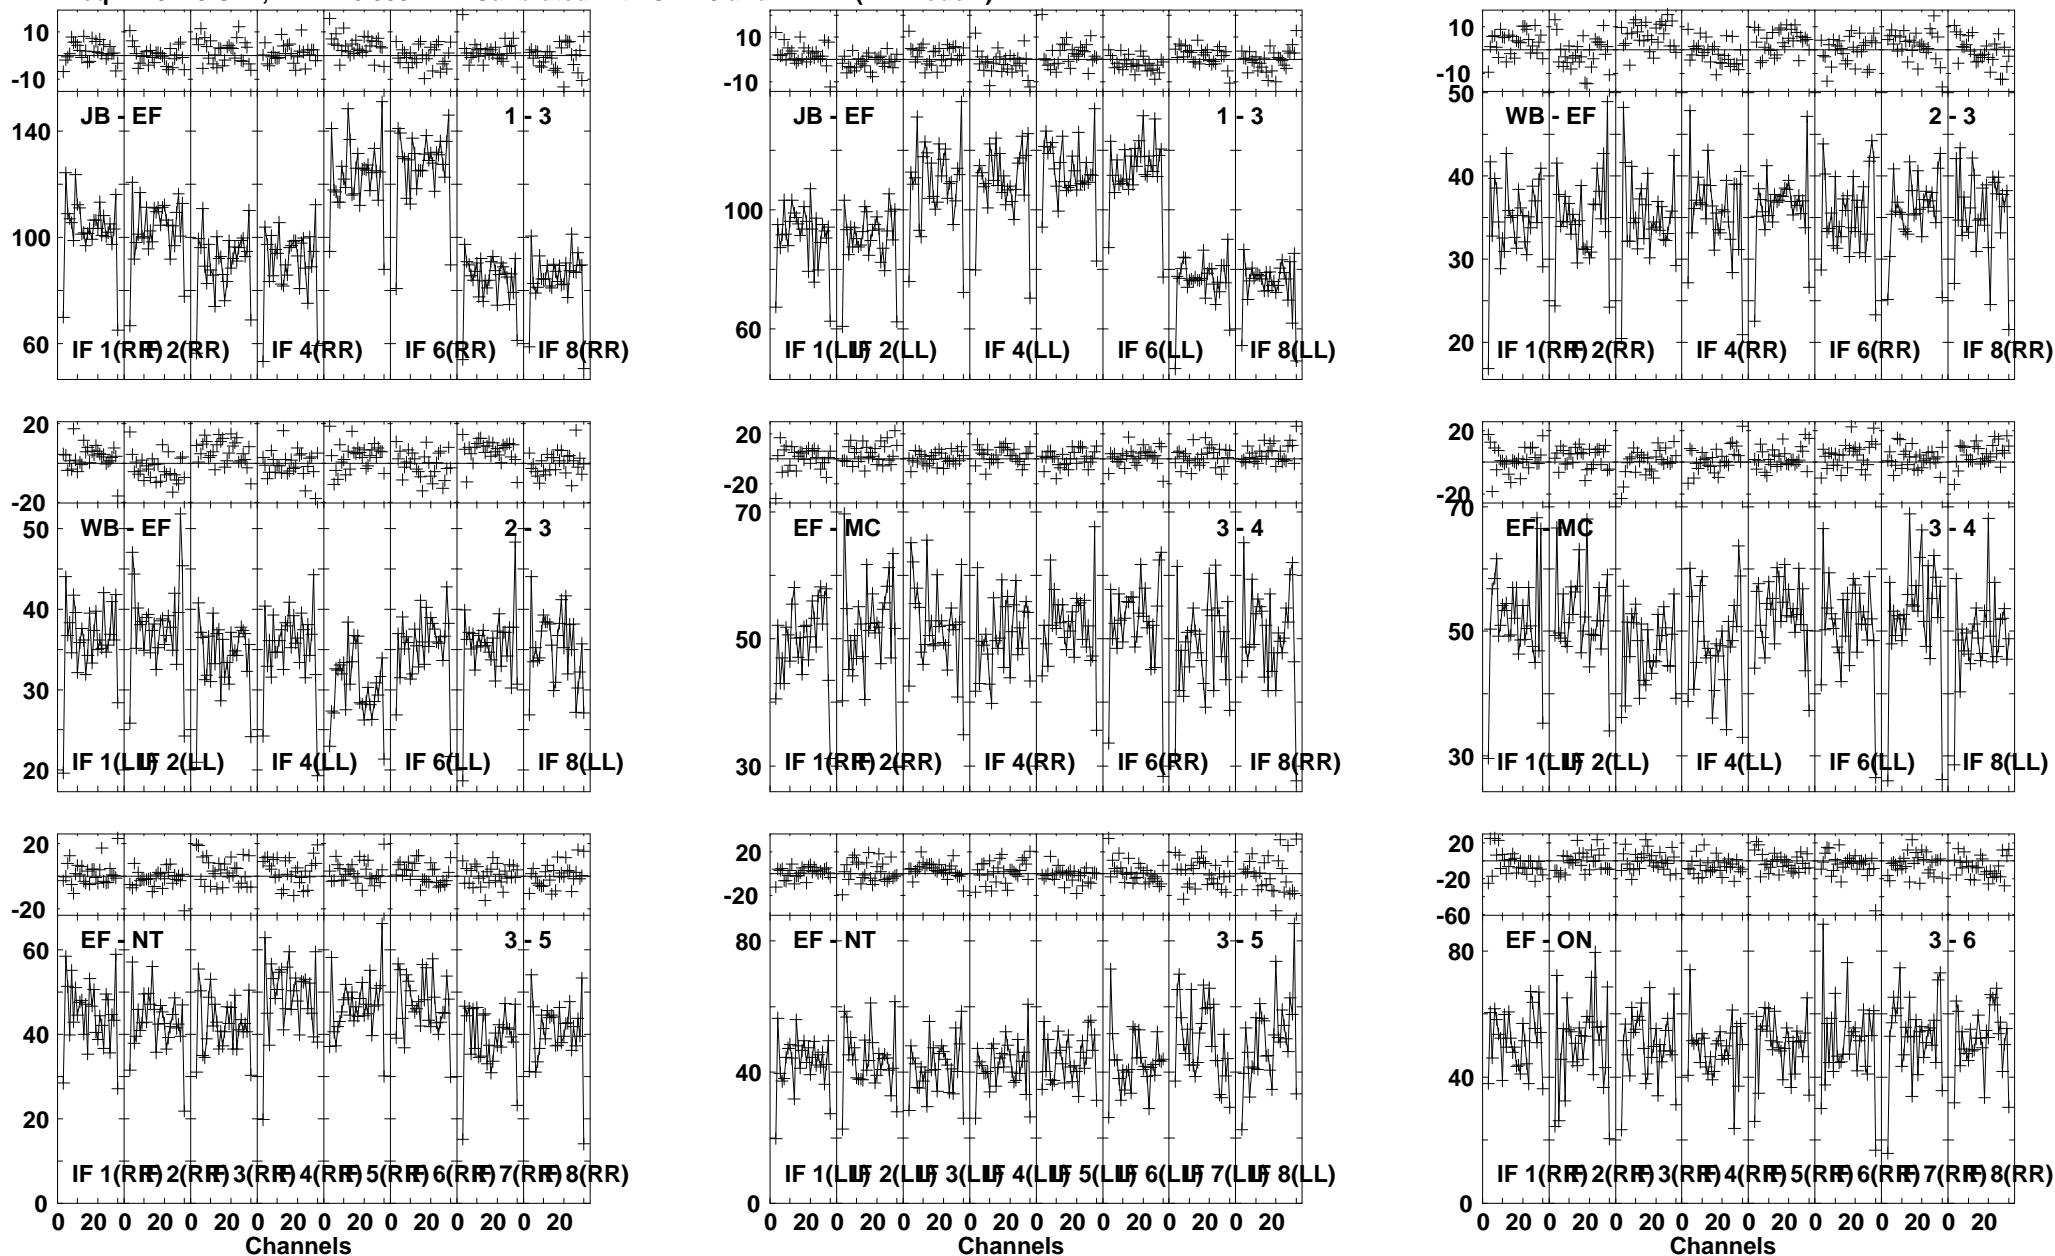 10
-10
JB - EF
1 - 3
140
100
60
IF 1(RR)
IF 2(RR)
IF 4(RR)
IF 6(RR)
IF 8(RR)
10
-10
JB - EF
1 - 3
100
60
IF 1(LL)
IF 2(LL)
IF 4(LL)
IF 6(LL)
IF 8(LL)
10
-10
50
WB - EF
2 - 3
40
30
20
IF 1(RR)
IF 2(RR)
IF 4(RR)
IF 6(RR)
IF 8(RR)
20
-20
WB - EF
2 - 3
50
40
30
20
IF 1(LL)
IF 2(LL)
IF 4(LL)
IF 6(LL)
IF 8(LL)
20
-20
70
EF - MC
3 - 4
50
30
IF 1(RR)
IF 2(RR)
IF 4(RR)
IF 6(RR)
IF 8(RR)
20
-20
70
EF - MC
3 - 4
50
30
IF 1(LL)
IF 2(LL)
IF 4(LL)
IF 6(LL)
IF 8(LL)
20
-20
EF - NT
3 - 5
60
40
20
0
IF 1(RR)
IF 2(RR)
IF 3(RR)
IF 4(RR)
IF 5(RR)
IF 6(RR)
IF 7(RR)
IF 8(RR)
0 20 0 20 0 20 0 20 0 20 0 20 0 20 0 20
Channels
20
-20
EF - NT
3 - 5
80
40
0
IF 1(LL)
IF 2(LL)
IF 3(LL)
IF 4(LL)
IF 5(LL)
IF 6(LL)
IF 7(LL)
IF 8(LL)
0 20 0 20 0 20 0 20 0 20 0 20 0 20 0 20
Channels
20
-20
-60
EF - ON
3 - 6
80
40
0
IF 1(RR)
IF 2(RR)
IF 3(RR)
IF 4(RR)
IF 5(RR)
IF 6(RR)
IF 7(RR)
IF 8(RR)
0 20 0 20 0 20 0 20 0 20 0 20 0 20 0 20
Channels